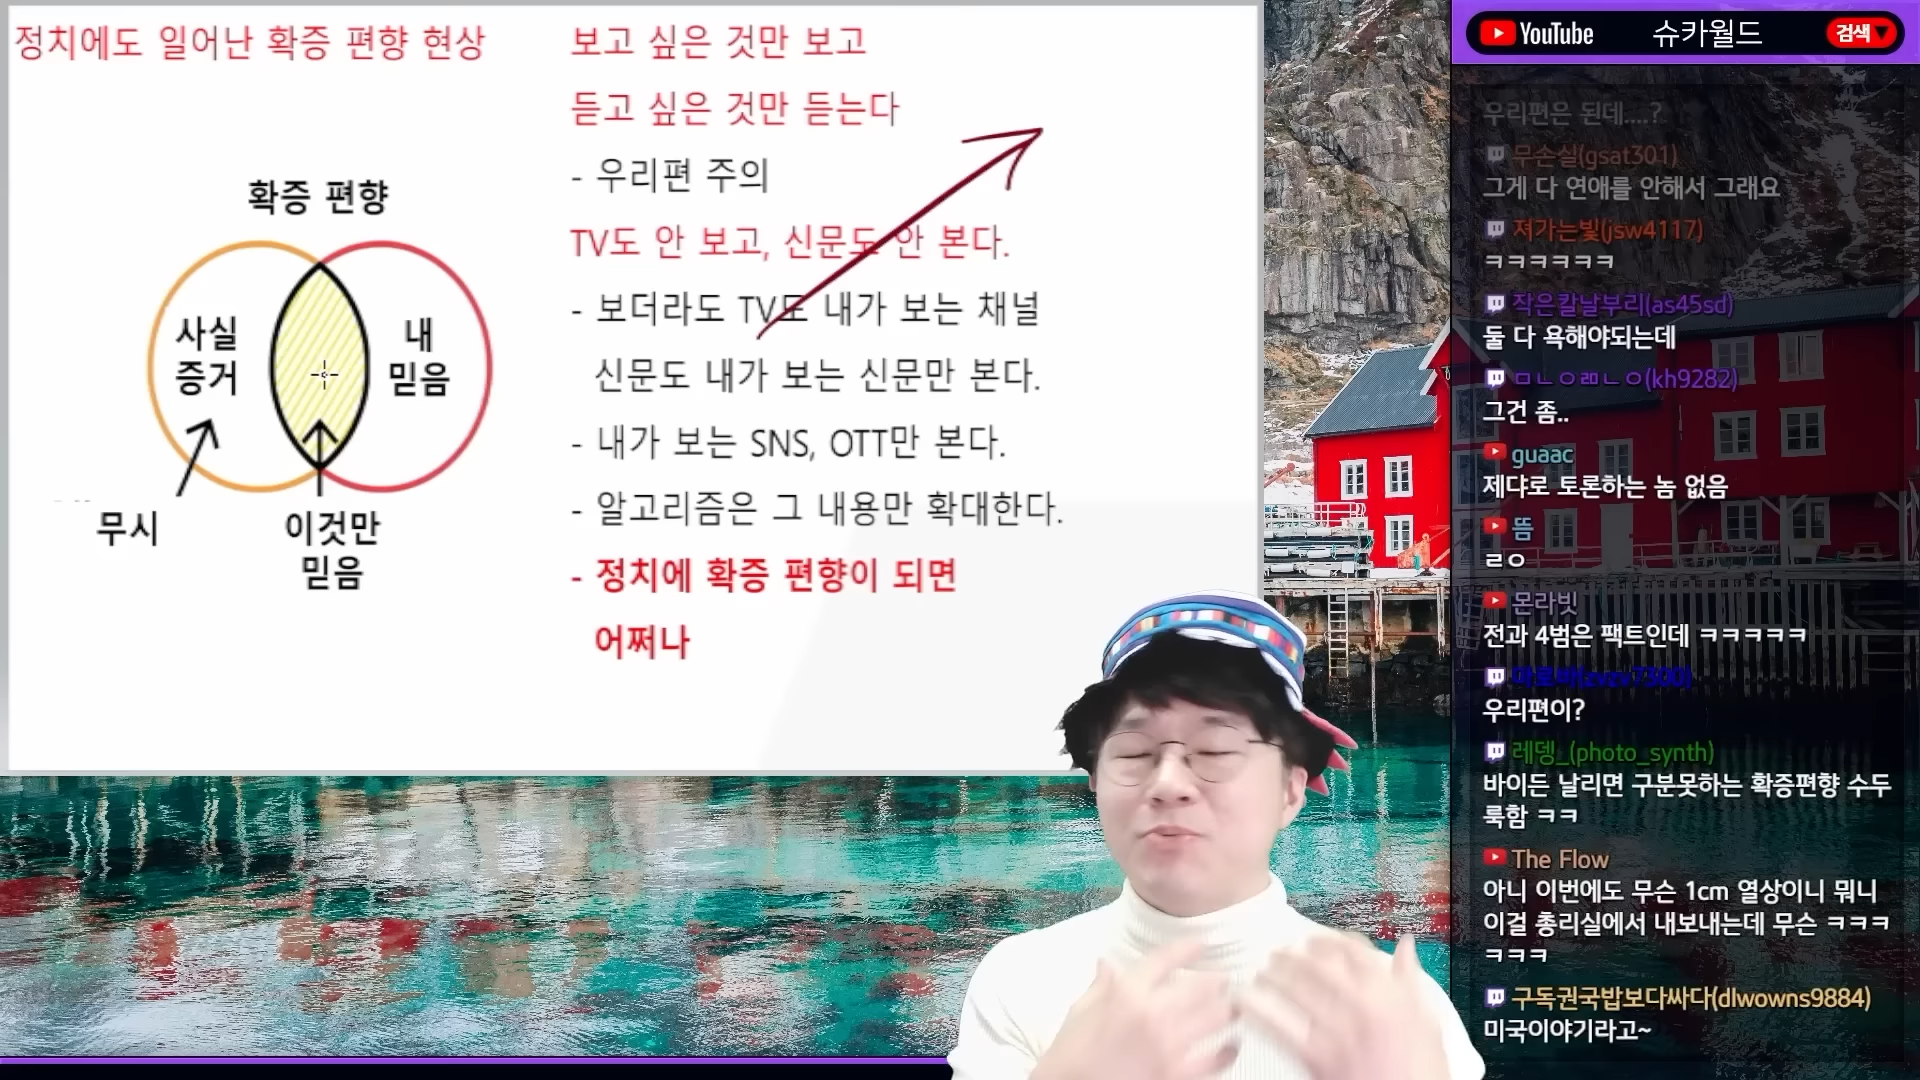 정치에도 일어난 확증 편향 현상
확증 편향
사실
증거
내
믿음
무시
이것만
믿음
보고 싶은 것만 보고
듣고 싶은 것만 듣는다
- 우리편 주의
TV도 안 보고, 신문도 안 본다.
- 보더라도 TV도 내가 보는 채널
신문도 내가 보는 신문만 본다.
- 내가 보는 SNS, OTT만 본다.
- 알고리즘은 그 내용만 확대한다.
- 정치에 확증 편향이 되면
어쩌나
YouTube 슈카월드 검색
우리편은 된데....?
무손실(gsat301)
그게 다 연애를 안해서 그래요
져가는빛(jsw4117)
ㅋㅋㅋㅋㅋㅋ
작은칼날부리(as45sd)
둘 다 욕해야되는데
(kh9282)
그건 좀..
guaac
제댜로 토론하는 놈 없음
뜸
ㄹㅇ
몬라빗
전과 4범은 팩트인데 ㅋㅋㅋㅋㅋ
우리편이?
레뎅_(photo_synth)
바이든 날리면 구분못하는 확증편향 수두
룩함 ㅋㅋ
The Flow
아니 이번에도 무슨 1cm 열상이니 뭐니
이걸 총리실에서 내보내는데 무슨 ㅋㅋㅋ
ㅋㅋㅋ
구독권국밥보다싸다(dlwowns9884)
미국이야기라고~